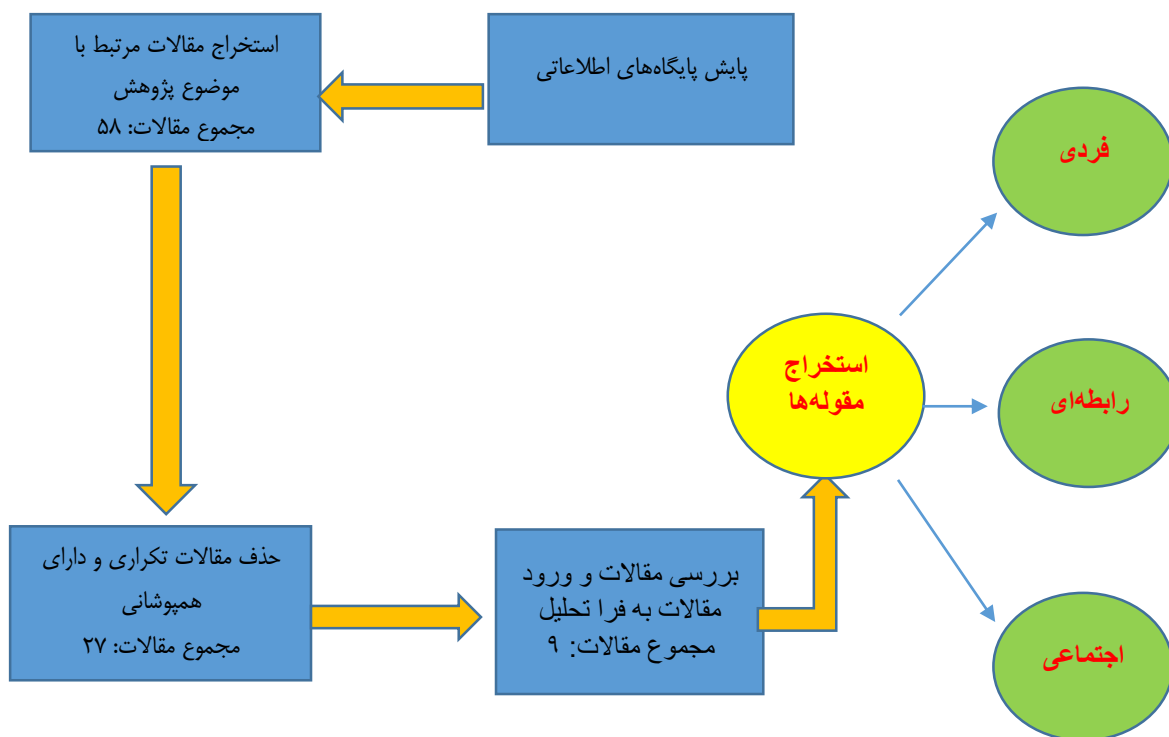 پایش پایگاه‌های اطلاعاتی
استخراج مقالات مرتبط با
موضوع پژوهش
مجموع مقالات: ۵۸
حذف مقالات تکراری و دارای
همپوشانی
مجموع مقالات: ۲۷
بررسی مقالات و ورود
مقالات به فرا تحلیل
مجموع مقالات: ۹
استخراج
مقوله‌ها
فردی
رابطه‌ای
اجتماعی